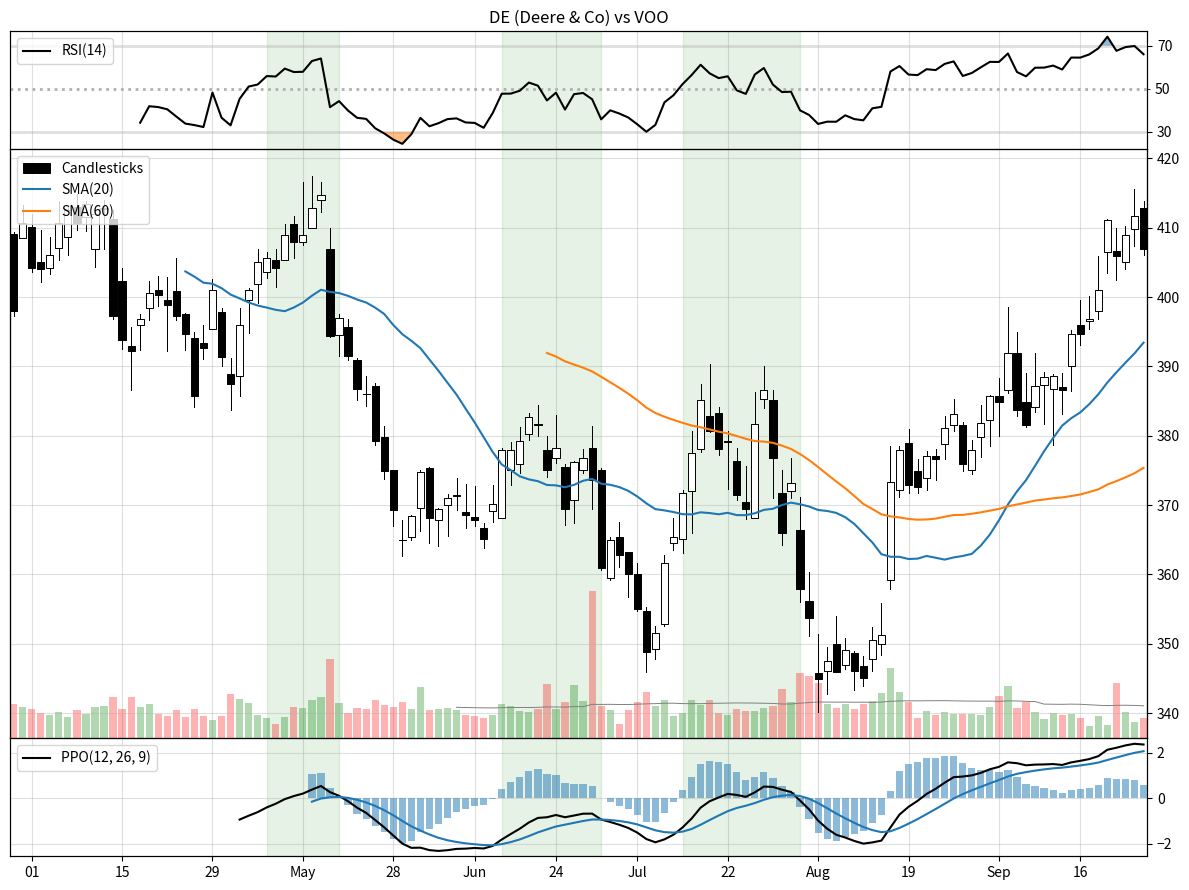 DE (Deere & Co) vs VOO
RSI(14)
70
50
30
Candlesticks
SMA(20)
SMA(60)
420
410
400
390
380
370
360
350
340
PPO(12, 26, 9)
2
0
−2
01 15 29 May 28 Jun 24 Jul 22 Aug 19 Sep 16